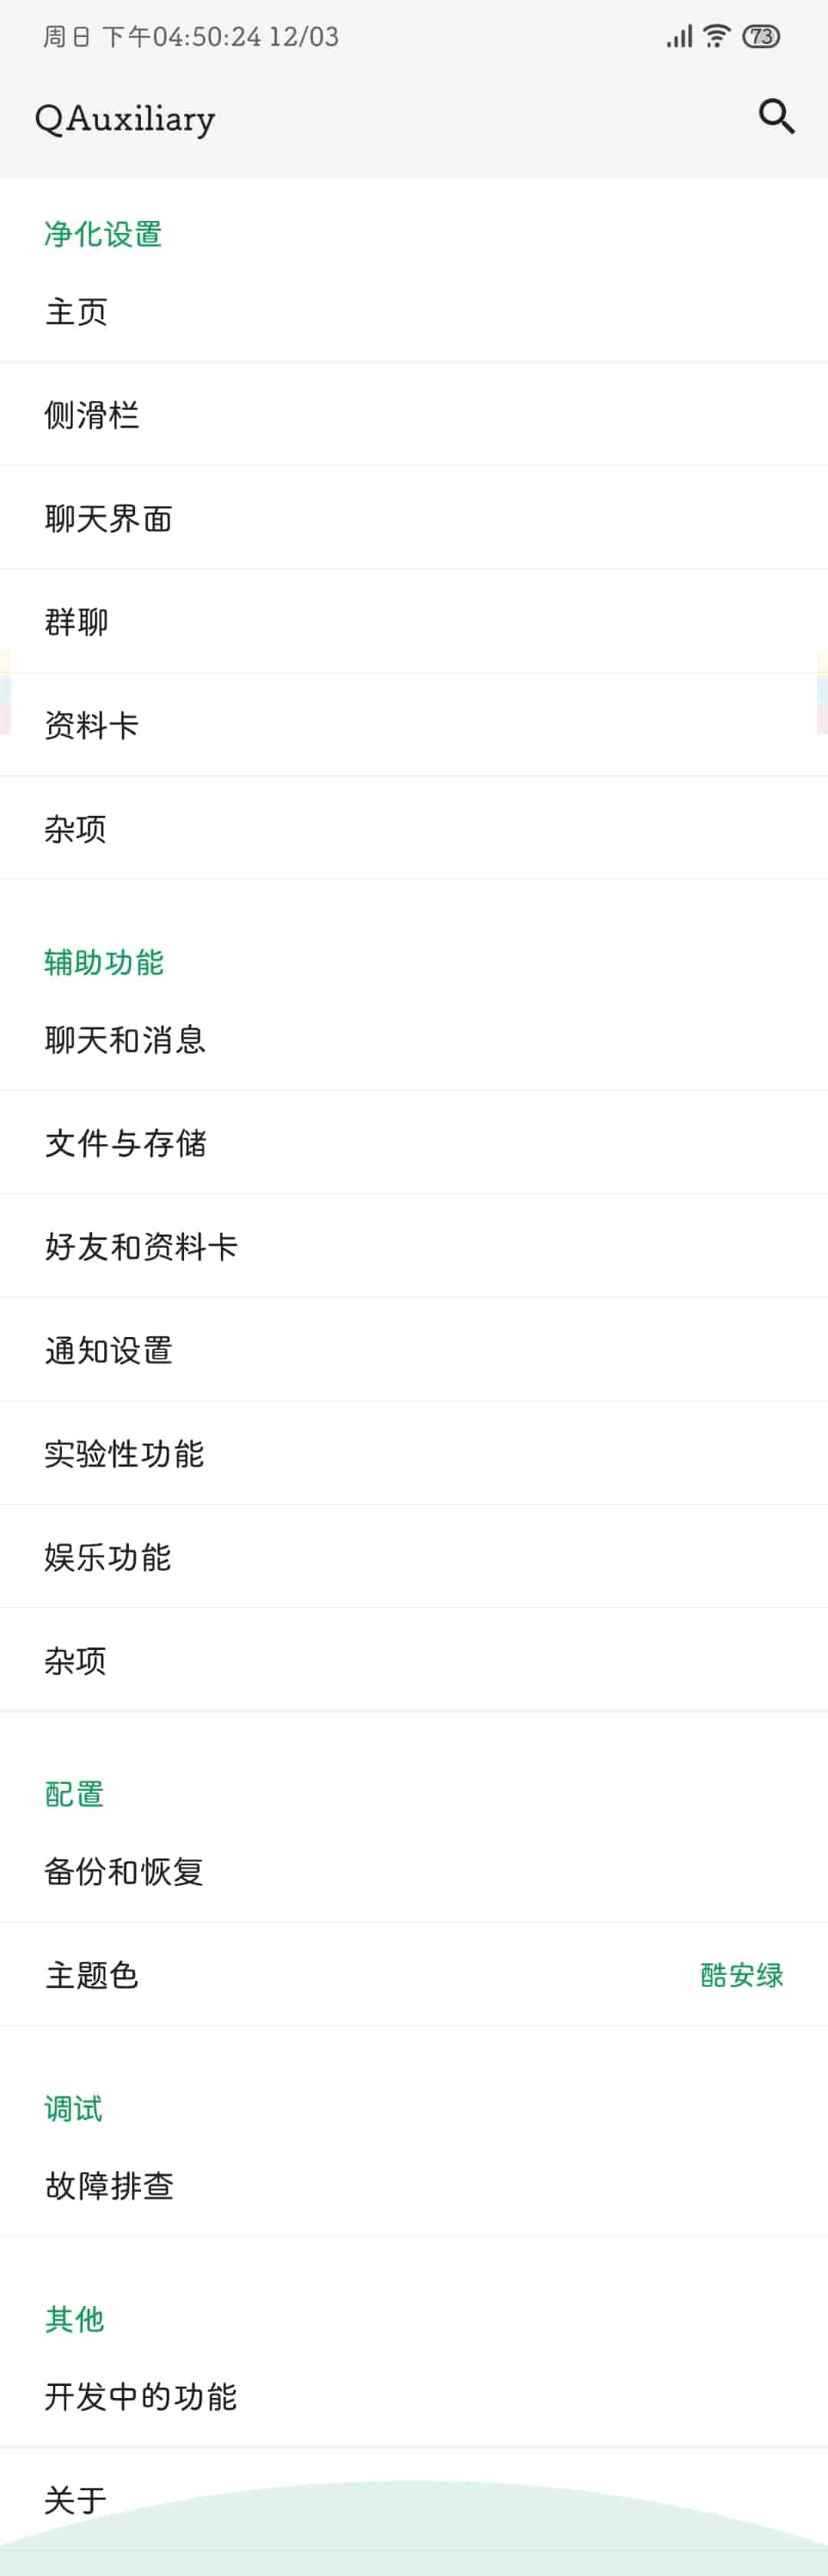 周日 下午04:50:24 12/03
73
QAuxiliary
净化设置
主页
侧滑栏
聊天界面
群聊
资料卡
杂项
辅助功能
聊天和消息
文件与存储
好友和资料卡
通知设置
实验性功能
娱乐功能
杂项
配置
备份和恢复
主题色 酷安绿
调试
故障排查
其他
开发中的功能
关于